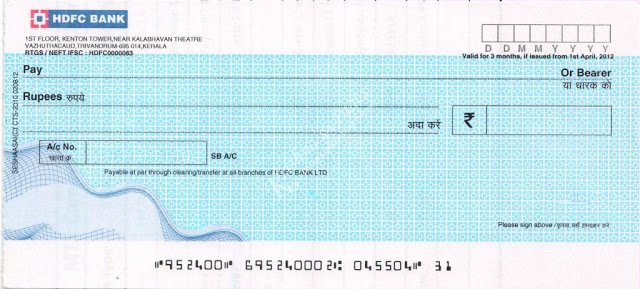 HDFC BANK
1ST FLOOR, KENTON TOWER,NEAR KALABHAVAN THEATRE
VAZHUTHACAUD,TRIVANDRUM-695 014,KERALA
RTGS / NEFT IFSC : HDFC0000063
D D M M Y Y Y Y
Valid for 3 months, if issued from 1st April, 2012
Pay Or Bearer
या धारक को
Rupees रुपये
अदा करें ₹
A/c No.
खाता क्र. SB A/C
Payable at par through clearing/transfer at all branches of HDFC BANK LTD
CTS-2010
Please sign above / कृपया यहाँ हस्ताक्षर करें
⑈952400⑈ 695240002⑆ 045504⑈ 31